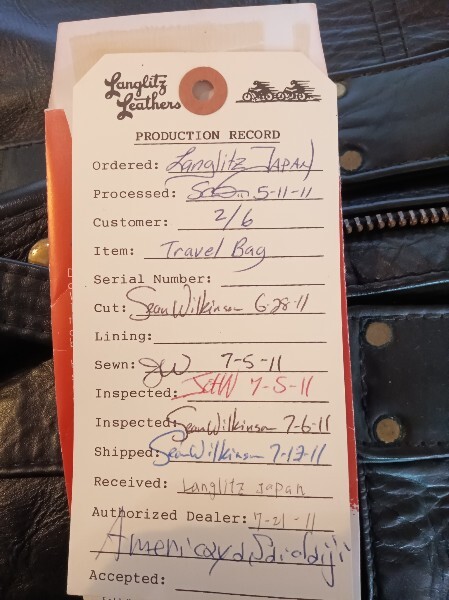 Langlitz
Leathers
PRODUCTION RECORD
Ordered: Langlitz JAPAN
Processed: 5-11-11
Customer: 2/6
Item: Travel Bag
Serial Number:
Cut: Sean Wilkinson 6-28-11
Lining:
Sewn: JW 7-5-11
Inspected: 7-5-11
Inspected: Sean Wilkinson 7-6-11
Shipped: Sean Wilkinson 7-12-11
Received: Langlitz Japan
Authorized Dealer: 7-21-11
Accepted: